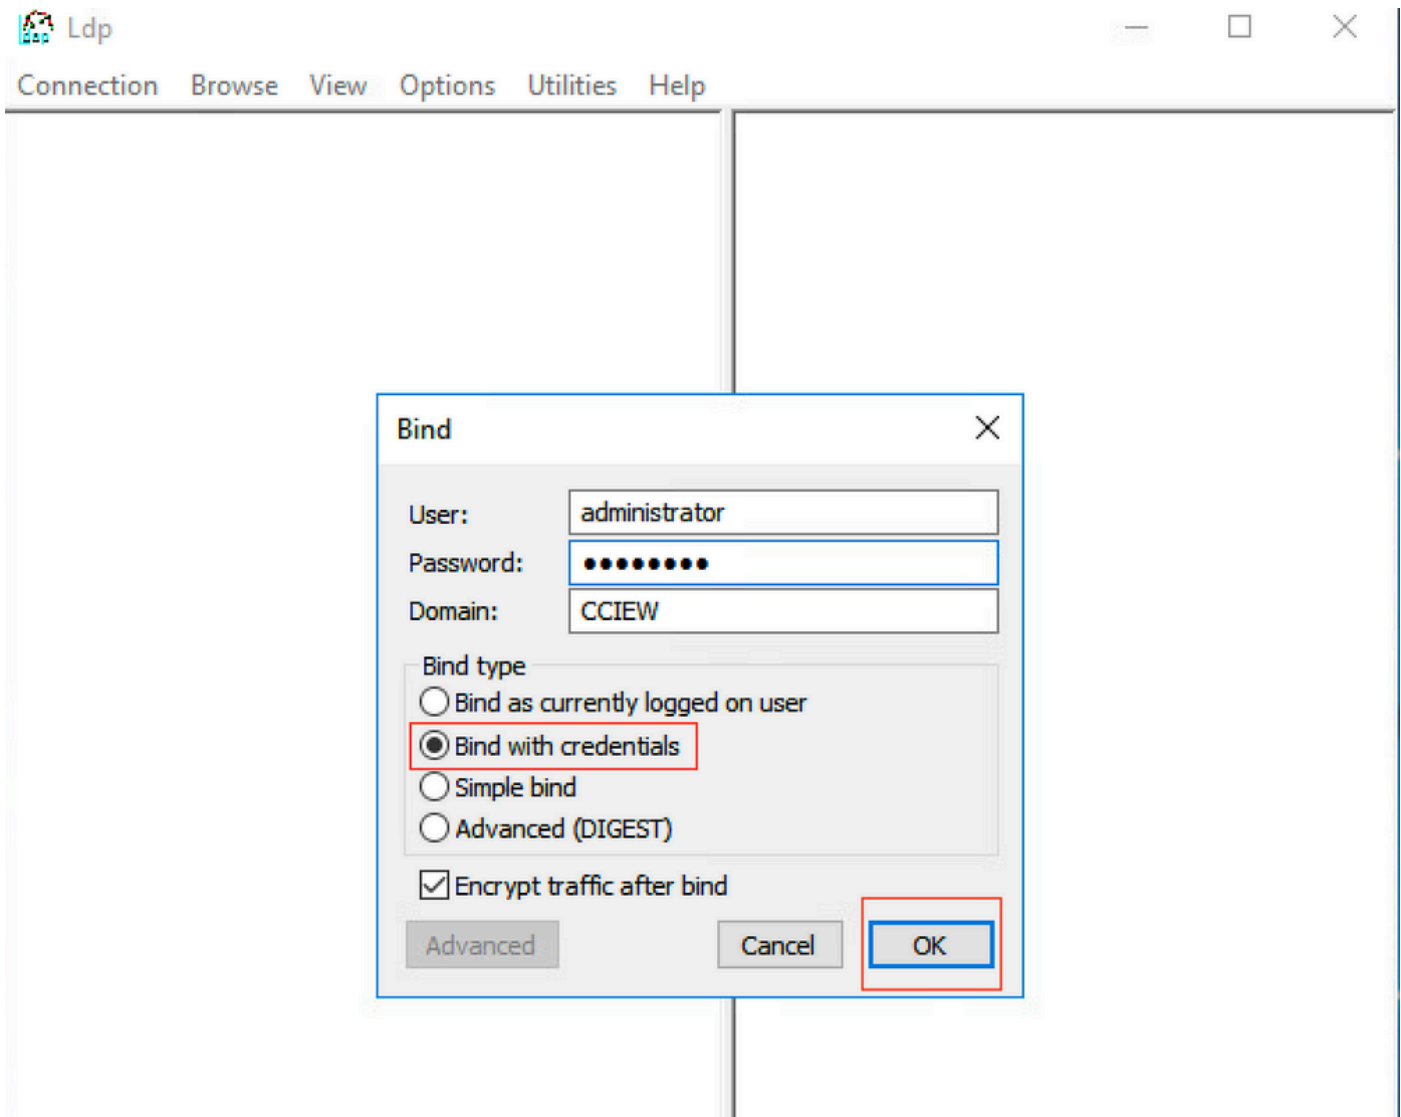 Ldp
Connection Browse View Options Utilities Help
Bind
User: administrator
Password: ●●●●●●●●
Domain: CCIEW
Bind type
Bind as currently logged on user
Bind with credentials
Simple bind
Advanced (DIGEST)
Encrypt traffic after bind
Advanced Cancel OK